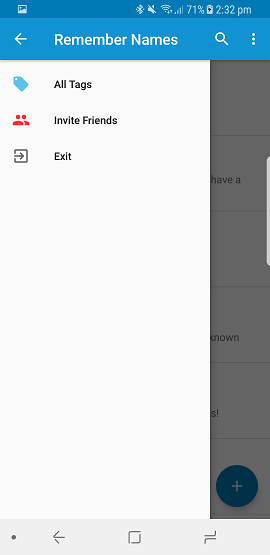 71% 2:32 pm
Remember Names
All Tags
have a
Invite Friends
Exit
known
s!